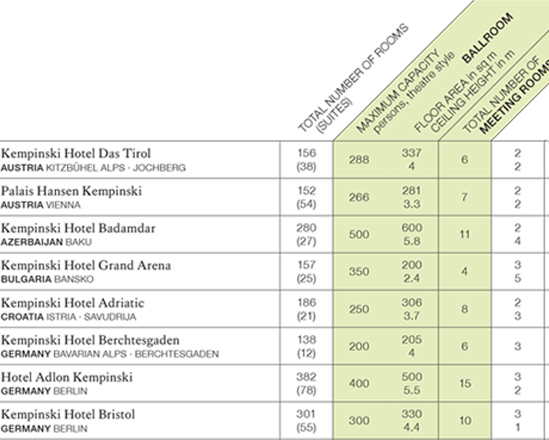 TOTAL NUMBER OF ROOMS
(SUITES)
MAXIMUM CAPACITY
persons, theatre style
BALLROOM
FLOOR AREA in sq m
CEILING HEIGHT in m
TOTAL NUMBER OF
MEETING ROOMS
Kempinski Hotel Das Tirol 156 288 337 6 2
AUSTRIA KITZBÜHEL ALPS · JOCHBERG (38) 4 2
Palais Hansen Kempinski 152 266 281 7 2
AUSTRIA VIENNA (54) 3.3 2
Kempinski Hotel Badamdar 280 500 600 11 2
AZERBAIJAN BAKU (27) 5.8 4
Kempinski Hotel Grand Arena 157 350 200 4 3
BULGARIA BANSKO (25) 2.4 5
Kempinski Hotel Adriatic 186 250 306 8 2
CROATIA ISTRIA · SAVUDRIJA (21) 3.7 3
Kempinski Hotel Berchtesgaden 138 200 205 6 3
GERMANY BAVARIAN ALPS · BERCHTESGADEN (12) 4
Hotel Adlon Kempinski 382 400 500 15 3
GERMANY BERLIN (78) 5.5 2
Kempinski Hotel Bristol 301 300 330 10 3
GERMANY BERLIN (55) 4.4 1